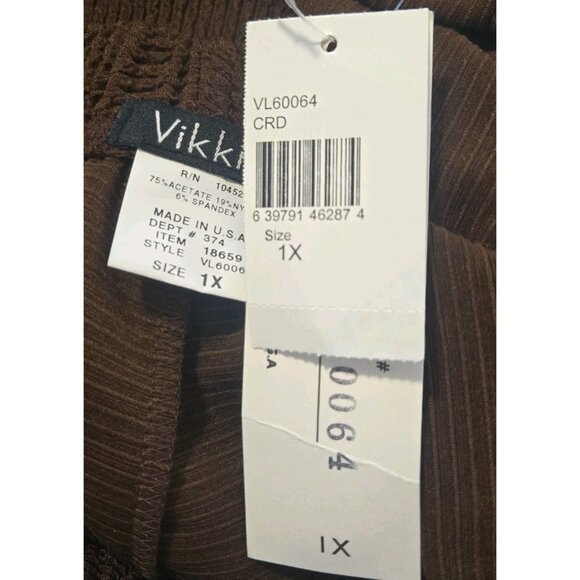 VL60064
CRD
6 39791 46287 4
Size
1X
Vikki
R/N 10452
75%ACETATE 19%NY
6% SPANDEX
MADE IN U.S.A
DEPT # 374
ITEM 18659
STYLE VL6006
SIZE 1X
#
0064
S.A
1X